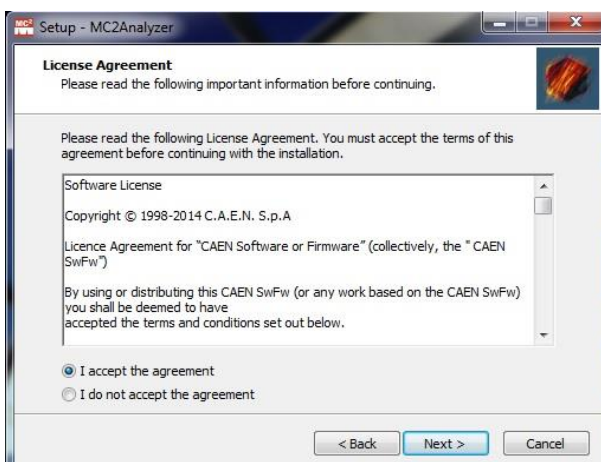 MC²
Setup - MC2Analyzer
License Agreement
Please read the following important information before continuing.
Please read the following License Agreement. You must accept the terms of this
agreement before continuing with the installation.
Software License
Copyright © 1998-2014 C.A.E.N. S.p.A
Licence Agreement for “CAEN Software or Firmware” (collectively, the " CAEN
SwFw")
By using or distributing this CAEN SwFw (or any work based on the CAEN SwFw)
you shall be deemed to have
accepted the terms and conditions set out below.
I accept the agreement
I do not accept the agreement
< Back
Next >
Cancel